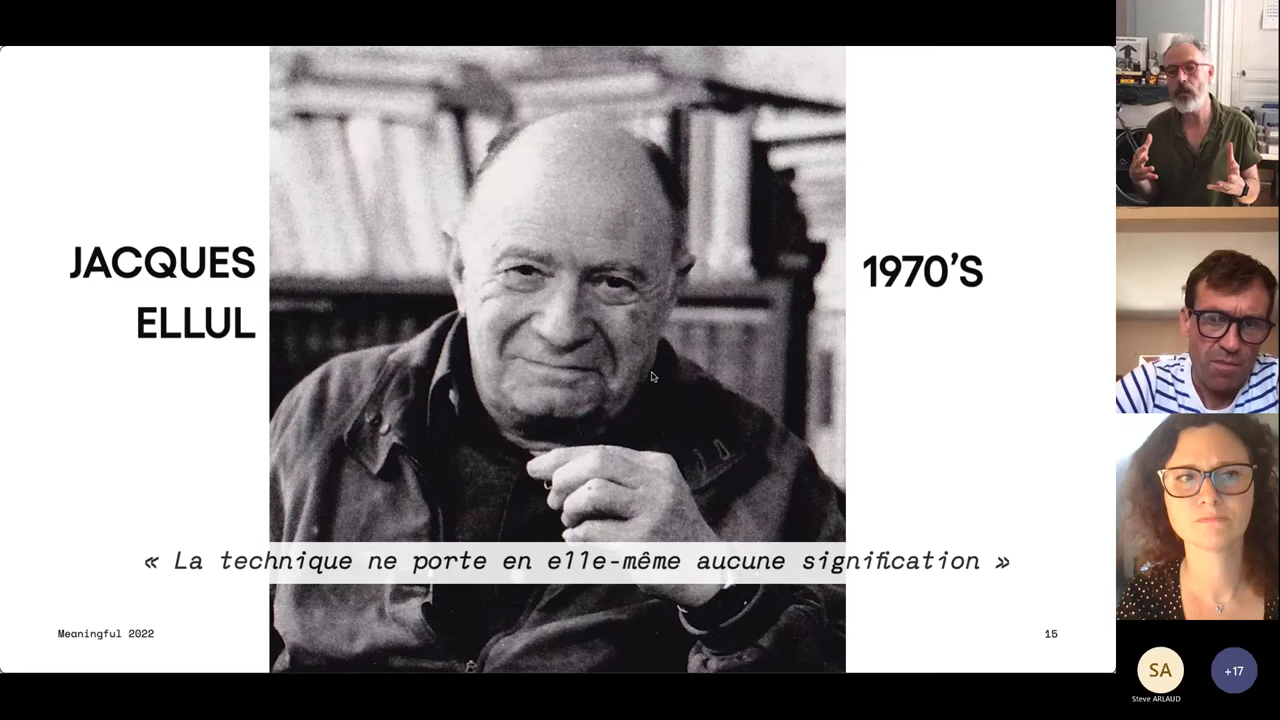 JACQUES
ELLUL
1970’S
« La technique ne porte en elle-même aucune signification »
Meaningful 2022
15
SA
+17
Steve ARLAUD